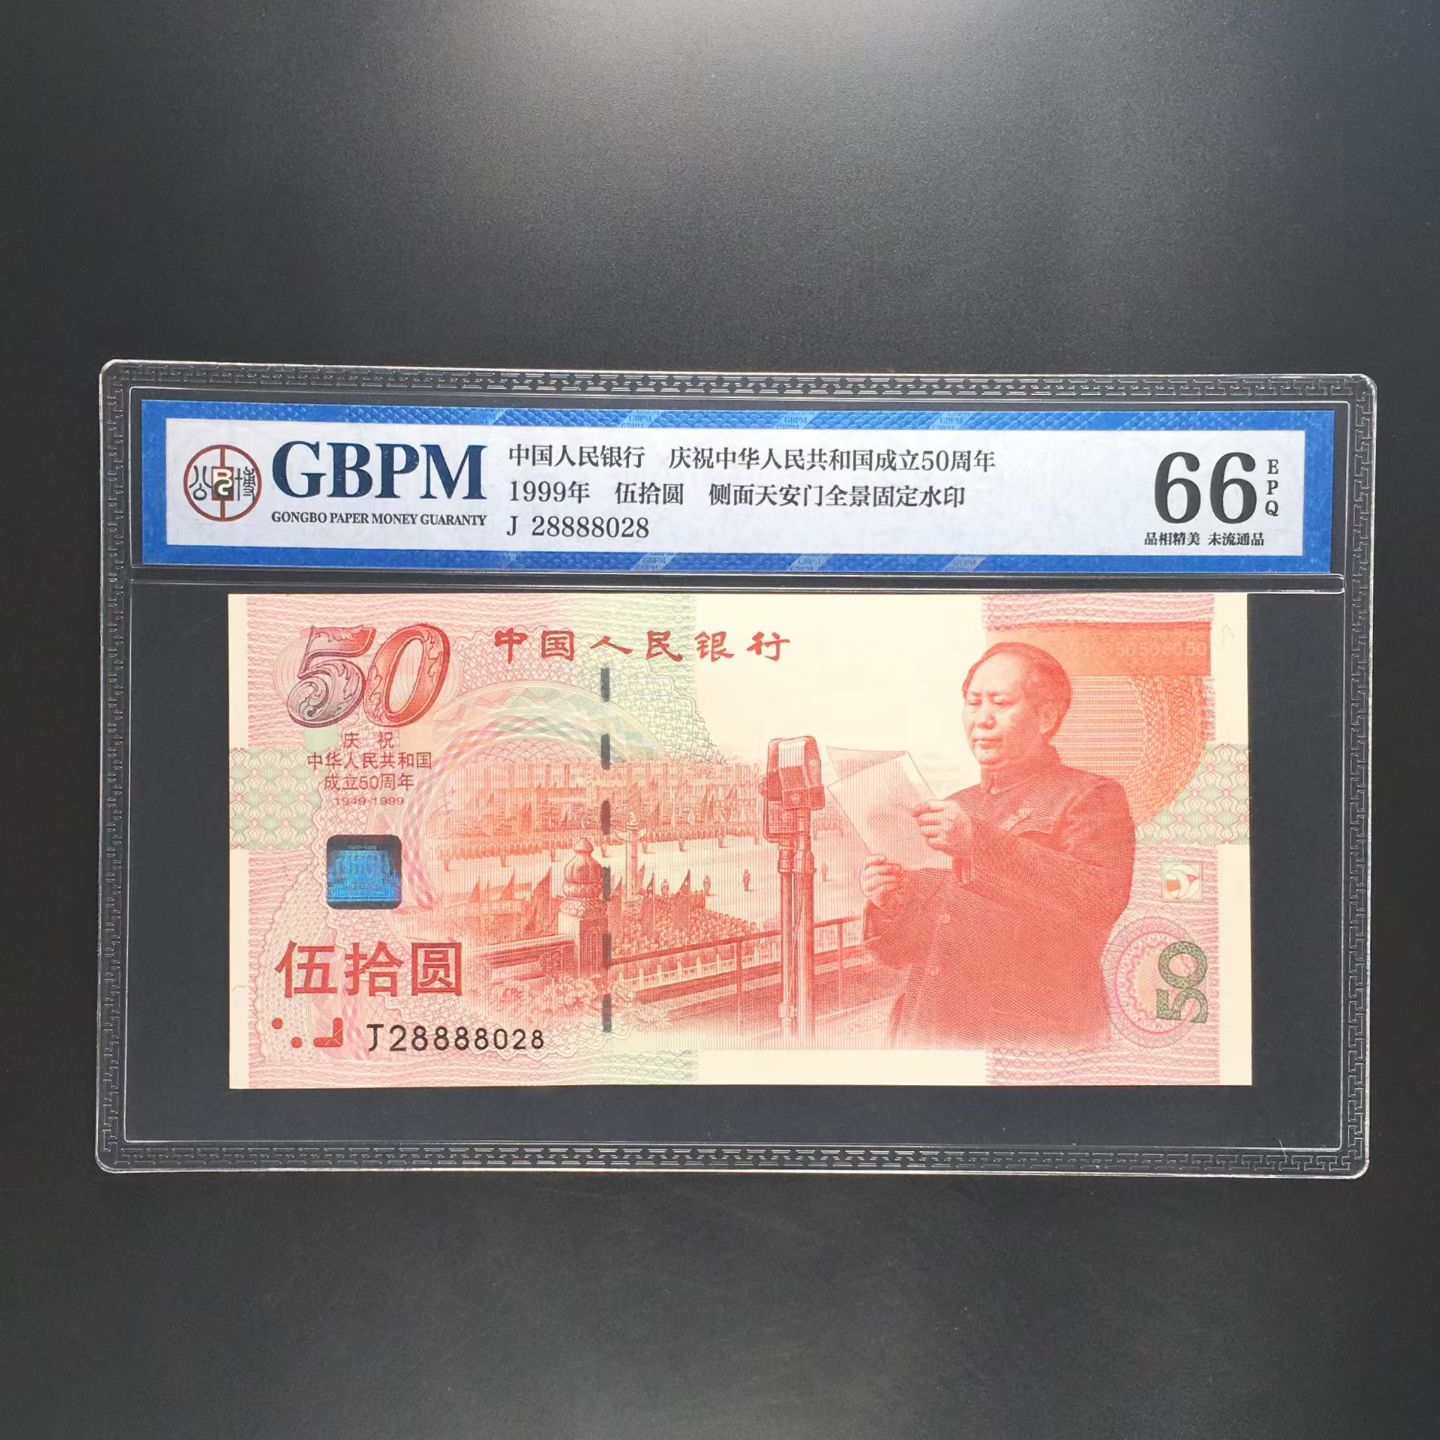 公博
GBPM
GONGBO PAPER MONEY GUARANTY
中国人民银行 庆祝中华人民共和国成立50周年
1999年 伍拾圆 侧面天安门全景固定水印
J 28888028
66
EPQ
品相精美 未流通品
50
中国人民银行
庆祝
中华人民共和国
成立50周年
1949-1999
伍拾圆
J28888028
50505050
50